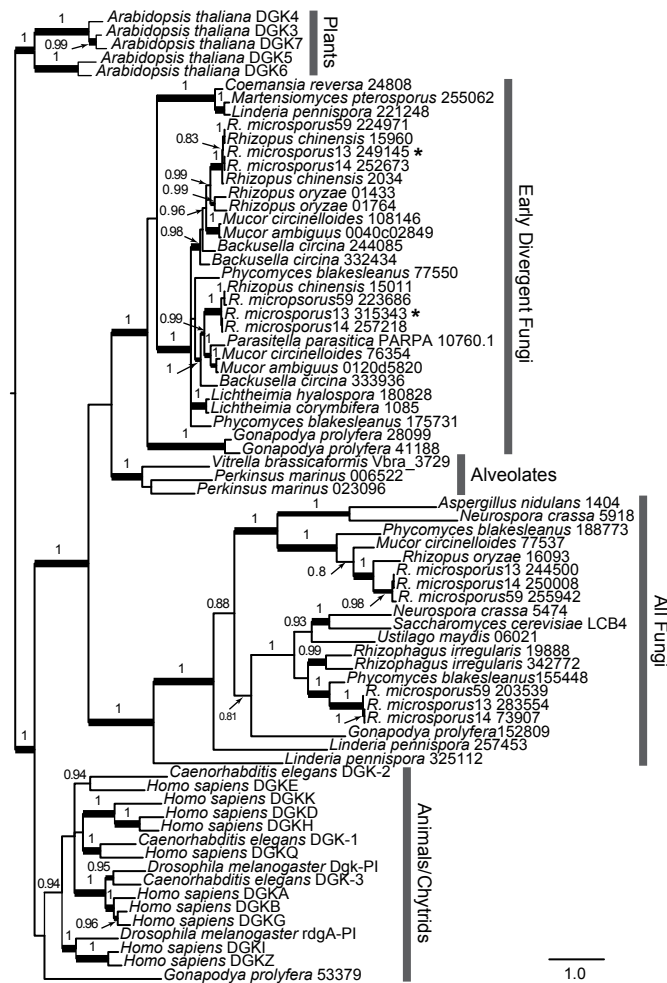 Arabidopsis thaliana DGK4
1
Arabidopsis thaliana DGK3
0.99
Arabidopsis thaliana DGK7
1
Arabidopsis thaliana DGK5
Arabidopsis thaliana DGK6
Plants
1
Coemansia reversa 24808
1
Martensiomyces pterosporus 255062
Linderia pennispora 221248
R. microsporus59 224971
0.83
Rhizopus chinensis 15960
1
R. microsporus13 249145 *
R. microsporus14 252673
0.99
Rhizopus chinensis 2034
0.99
Rhizopus oryzae 01433
Rhizopus oryzae 01764
0.96
1
Mucor circinelloides 108146
Mucor ambiguus 0040c02849
0.98
Backusella circina 244085
Backusella circina 332434
Phycomyces blakesleanus 77550
1
Rhizopus chinensis 15011
R. micropsorus59 223686
R. microsporus13 315343 *
0.99
R. microsporus14 257218
1
Parasitella parasitica PARPA 10760.1
Mucor circinelloides 76354
1
1
Mucor ambiguus 0120d5820
Backusella circina 333936
1
Lichtheimia hyalospora 180828
Lichtheimia corymbifera 1085
Phycomyces blakesleanus 175731
1
Gonapodya prolyfera 28099
Gonapodya prolyfera 41188
Early Divergent Fungi
1
1
Vitrella brassicaformis Vbra_3729
Perkinsus marinus 006522
Perkinsus marinus 023096
Alveolates
1
Aspergillus nidulans 1404
Neurospora crassa 5918
1
Phycomyces blakesleanus 188773
1
Mucor circinelloides 77537
Rhizopus oryzae 16093
0.8
1
R. microsporus13 244500
R. microsporus14 250008
0.98
R. microsporus59 255942
0.88
Neurospora crassa 5474
1
0.93
Saccharomyces cerevisiae LCB4
Ustilago maydis 06021
1
Rhizophagus irregularis 19888
0.99
Rhizophagus irregularis 342772
1
Phycomyces blakesleanus155448
1
R. microsporus59 203539
R. microsporus13 283554
0.81
1
R. microsporus14 73907
1
Gonapodya prolyfera152809
Linderia pennispora 257453
Linderia pennispora 325112
All Fungi
1
0.94
Caenorhabditis elegans DGK-2
Homo sapiens DGKE
1
Homo sapiens DGKK
1
Homo sapiens DGKD
Homo sapiens DGKH
1
Caenorhabditis elegans DGK-1
Homo sapiens DGKQ
0.95
Drosophila melanogaster Dgk-PI
0.94
1
Caenorhabditis elegans DGK-3
1
Homo sapiens DGKA
Homo sapiens DGKB
0.96
Homo sapiens DGKG
Drosophila melanogaster rdgA-PI
1
1
Homo sapiens DGKI
Homo sapiens DGKZ
Gonapodya prolyfera 53379
Animals/Chytrids
1.0